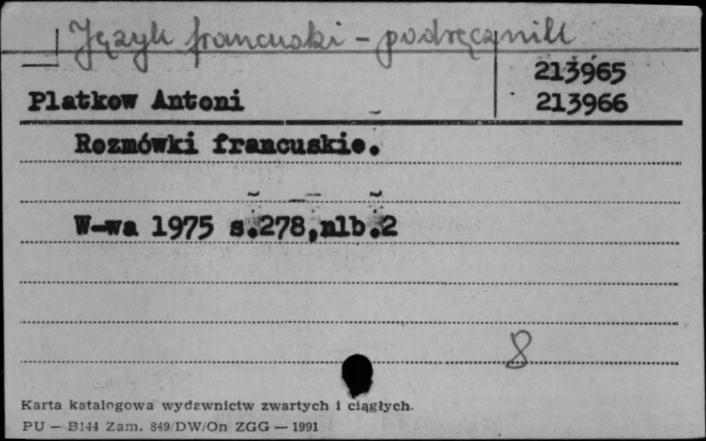 Język francuski - podręcznik
213965
Platkow Antoni 213966
Rozmówki francuskie.
W-wa 1975 s.278,nlb.2
8
Karta katalogowa wydawnictw zwartych i ciągłych.
PU — B144 Zam. 849/DW/On ZGG — 1991